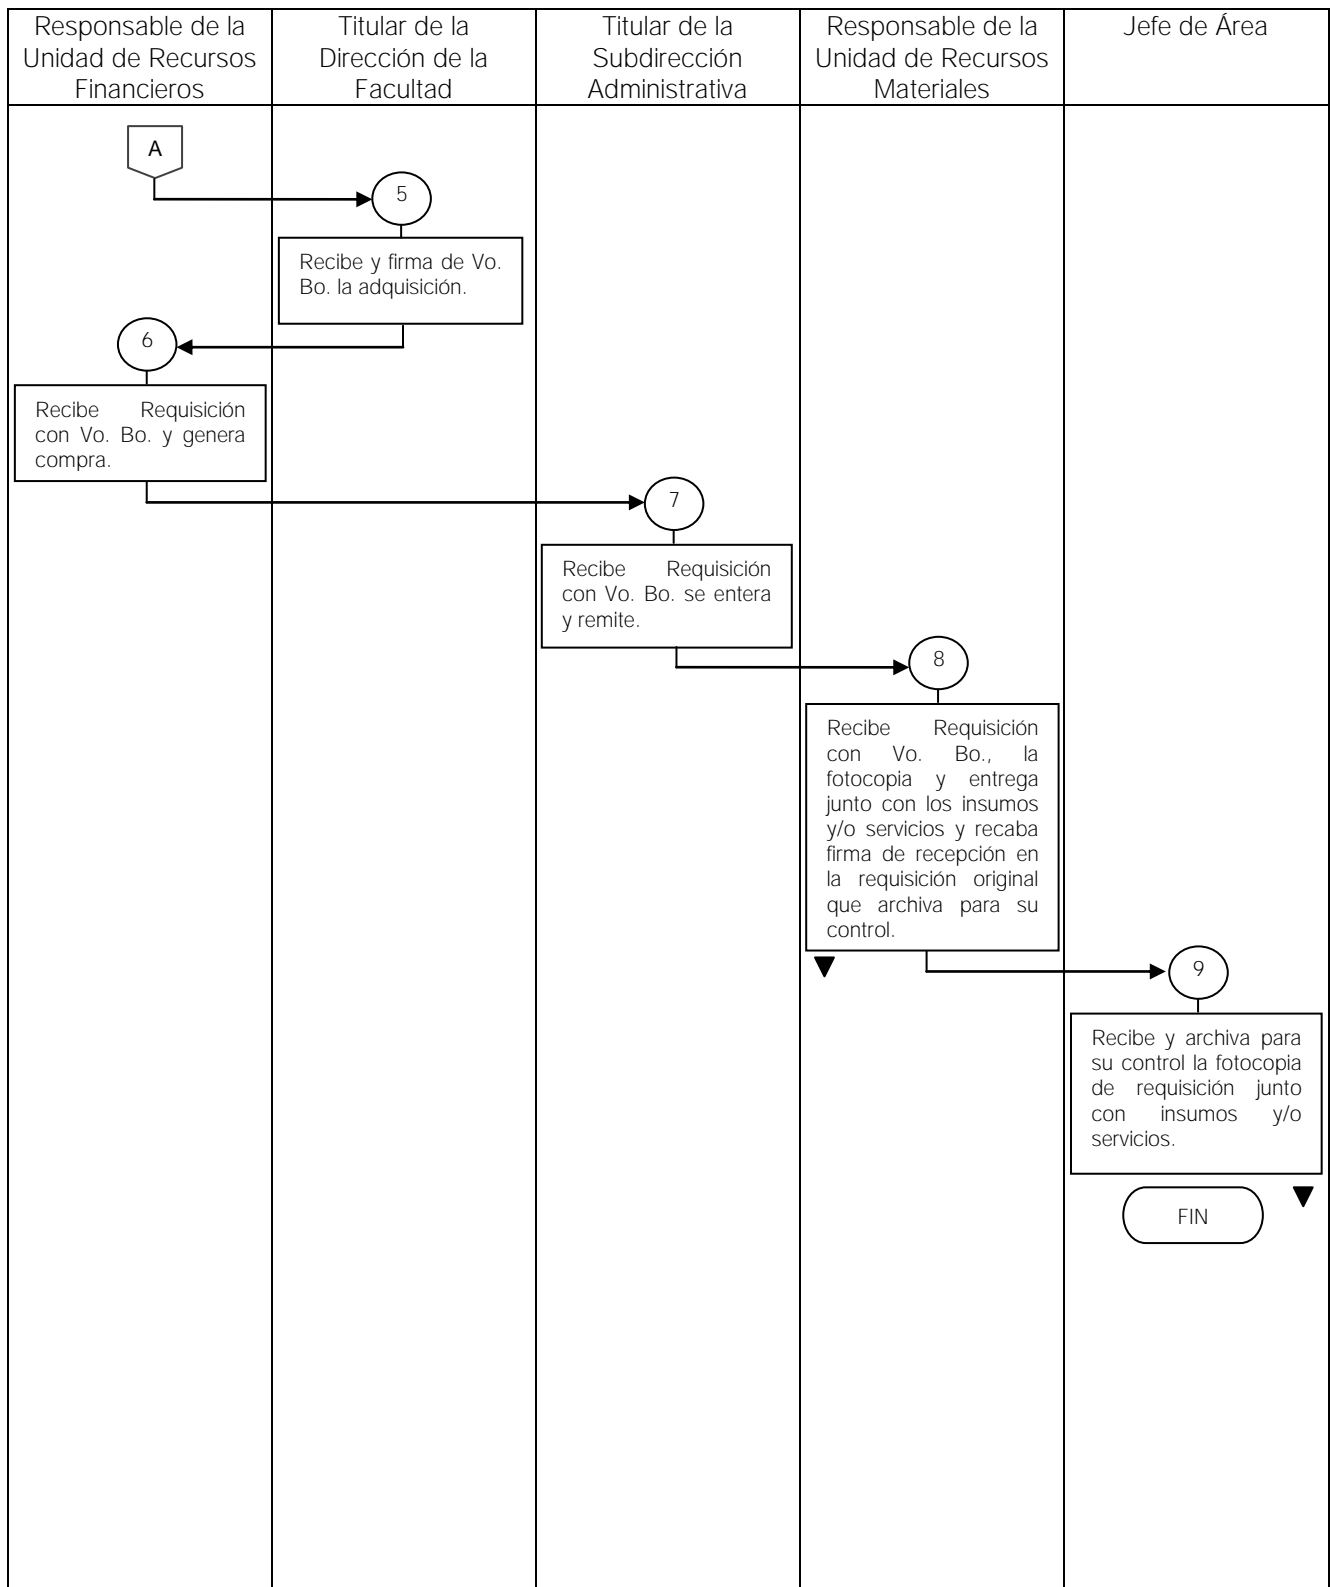 Responsable de la
Unidad de Recursos
Financieros
Titular de la
Dirección de la
Facultad
Titular de la
Subdirección
Administrativa
Responsable de la
Unidad de Recursos
Materiales
Jefe de Área
A
5
Recibe y firma de Vo.
Bo. la adquisición.
6
Recibe Requisición
con Vo. Bo. y genera
compra.
7
Recibe Requisición
con Vo. Bo. se entera
y remite.
8
Recibe Requisición
con Vo. Bo., la
fotocopia y entrega
junto con los insumos
y/o servicios y recaba
firma de recepción en
la requisición original
que archiva para su
control.
9
Recibe y archiva para
su control la fotocopia
de requisición junto
con insumos y/o
servicios.
FIN